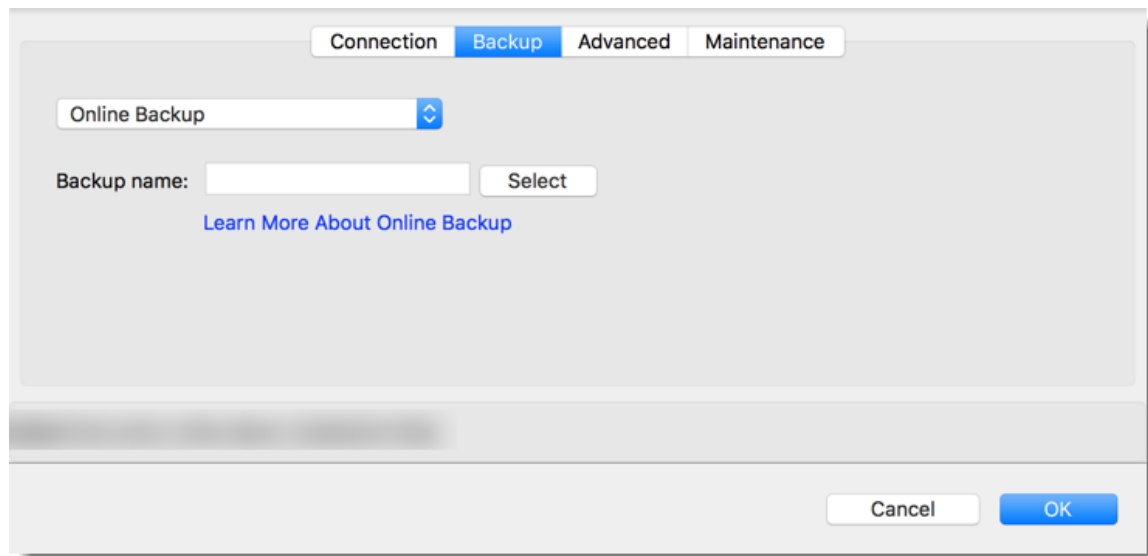 Connection Backup Advanced Maintenance
Online Backup
Backup name: Select
Learn More About Online Backup
Cancel OK